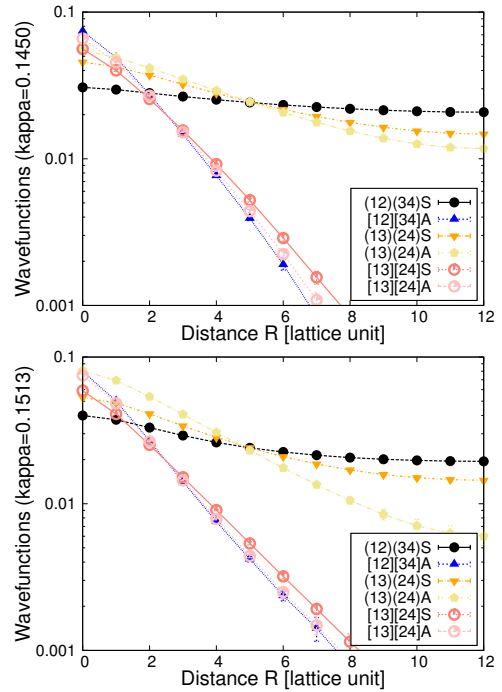 0.1
0.01
0.001
Wavefunctions (kappa=0.1450)
(12)(34)S
[12][34]A
(13)(24)S
(13)(24)A
[13][24]S
[13][24]A
0 2 4 6 8 10 12
Distance R [lattice unit]
0.1
0.01
0.001
Wavefunctions (kappa=0.1513)
(12)(34)S
[12][34]A
(13)(24)S
(13)(24)A
[13][24]S
[13][24]A
0 2 4 6 8 10 12
Distance R [lattice unit]